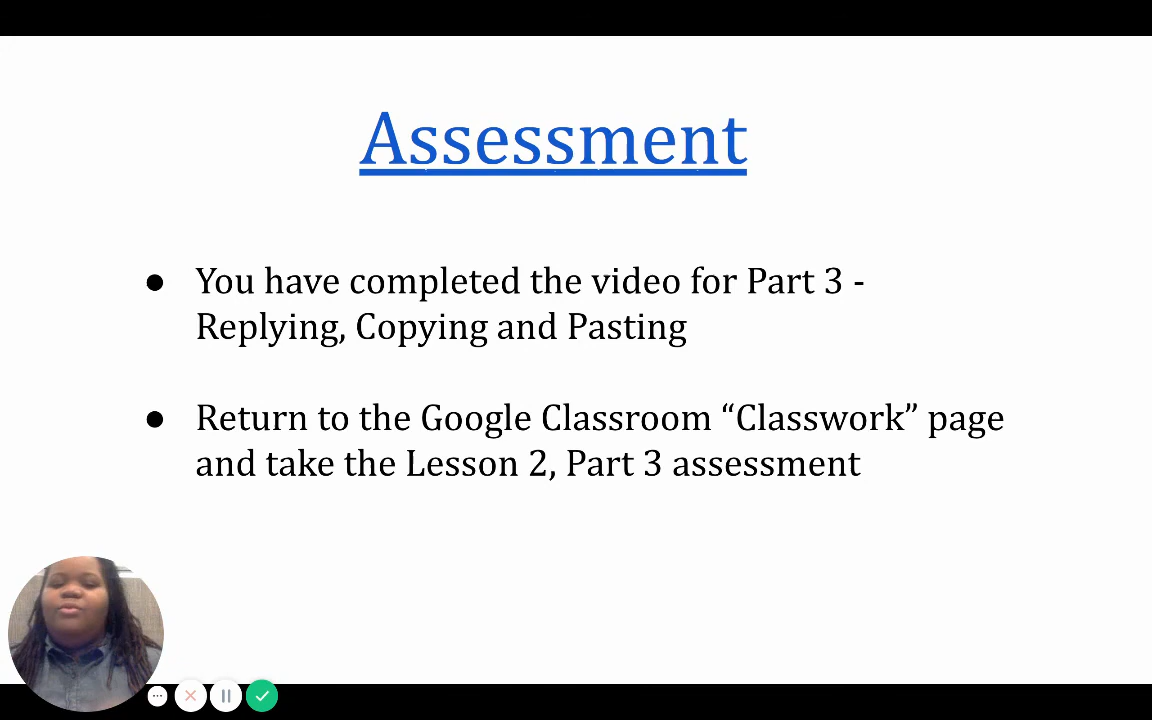 Assessment
● You have completed the video for Part 3 -
Replying, Copying and Pasting
● Return to the Google Classroom “Classwork” page
and take the Lesson 2, Part 3 assessment